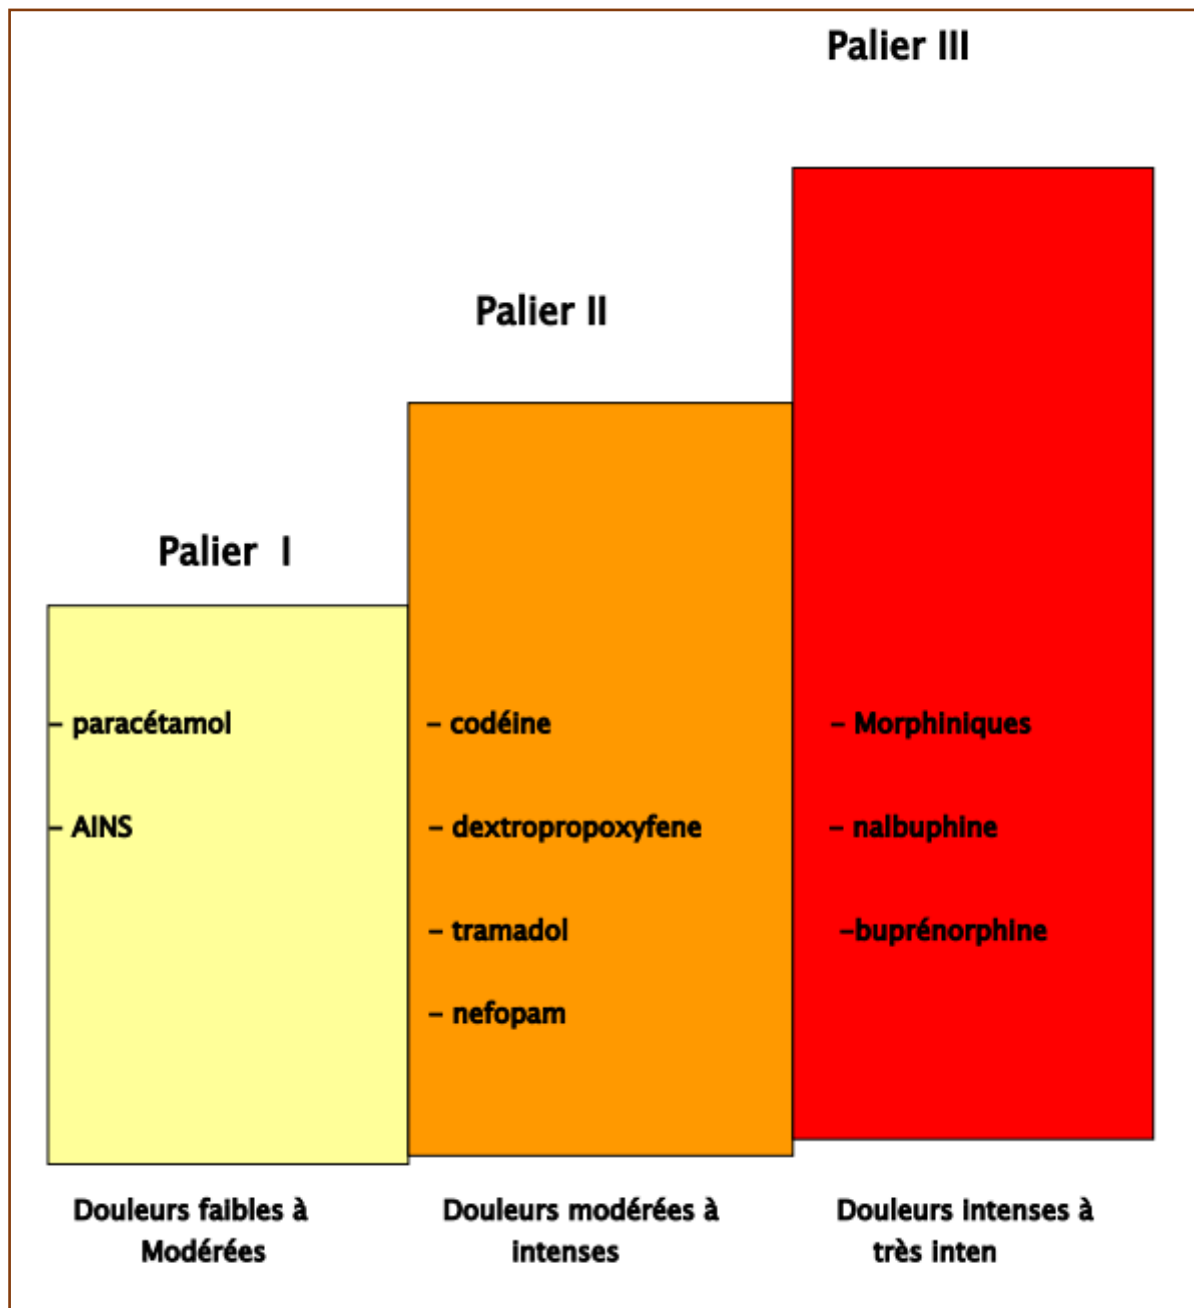 Palier III
Palier II
Palier I
- paracétamol
- AINS
- codéine
- dextropropoxyfene
- tramadol
- nefopam
- Morphiniques
- nalbuphine
-buprénorphine
Douleurs faibles à
Modérées
Douleurs modérées à
intenses
Douleurs intenses à
très inten